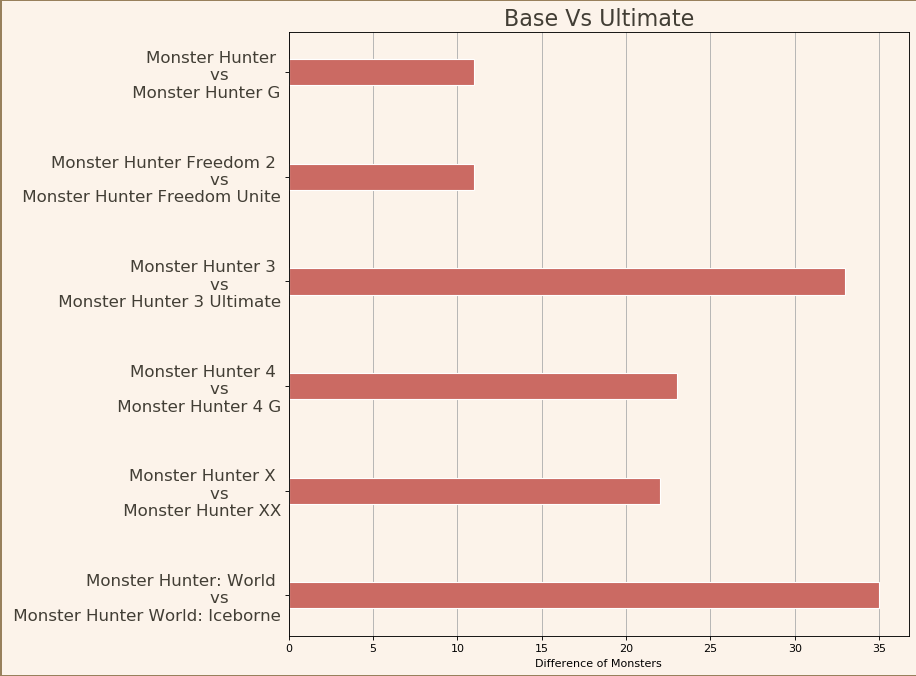 Base Vs Ultimate
Monster Hunter
vs
Monster Hunter G
Monster Hunter Freedom 2
vs
Monster Hunter Freedom Unite
Monster Hunter 3
vs
Monster Hunter 3 Ultimate
Monster Hunter 4
vs
Monster Hunter 4 G
Monster Hunter X
vs
Monster Hunter XX
Monster Hunter: World
vs
Monster Hunter World: Iceborne
0 5 10 15 20 25 30 35
Difference of Monsters